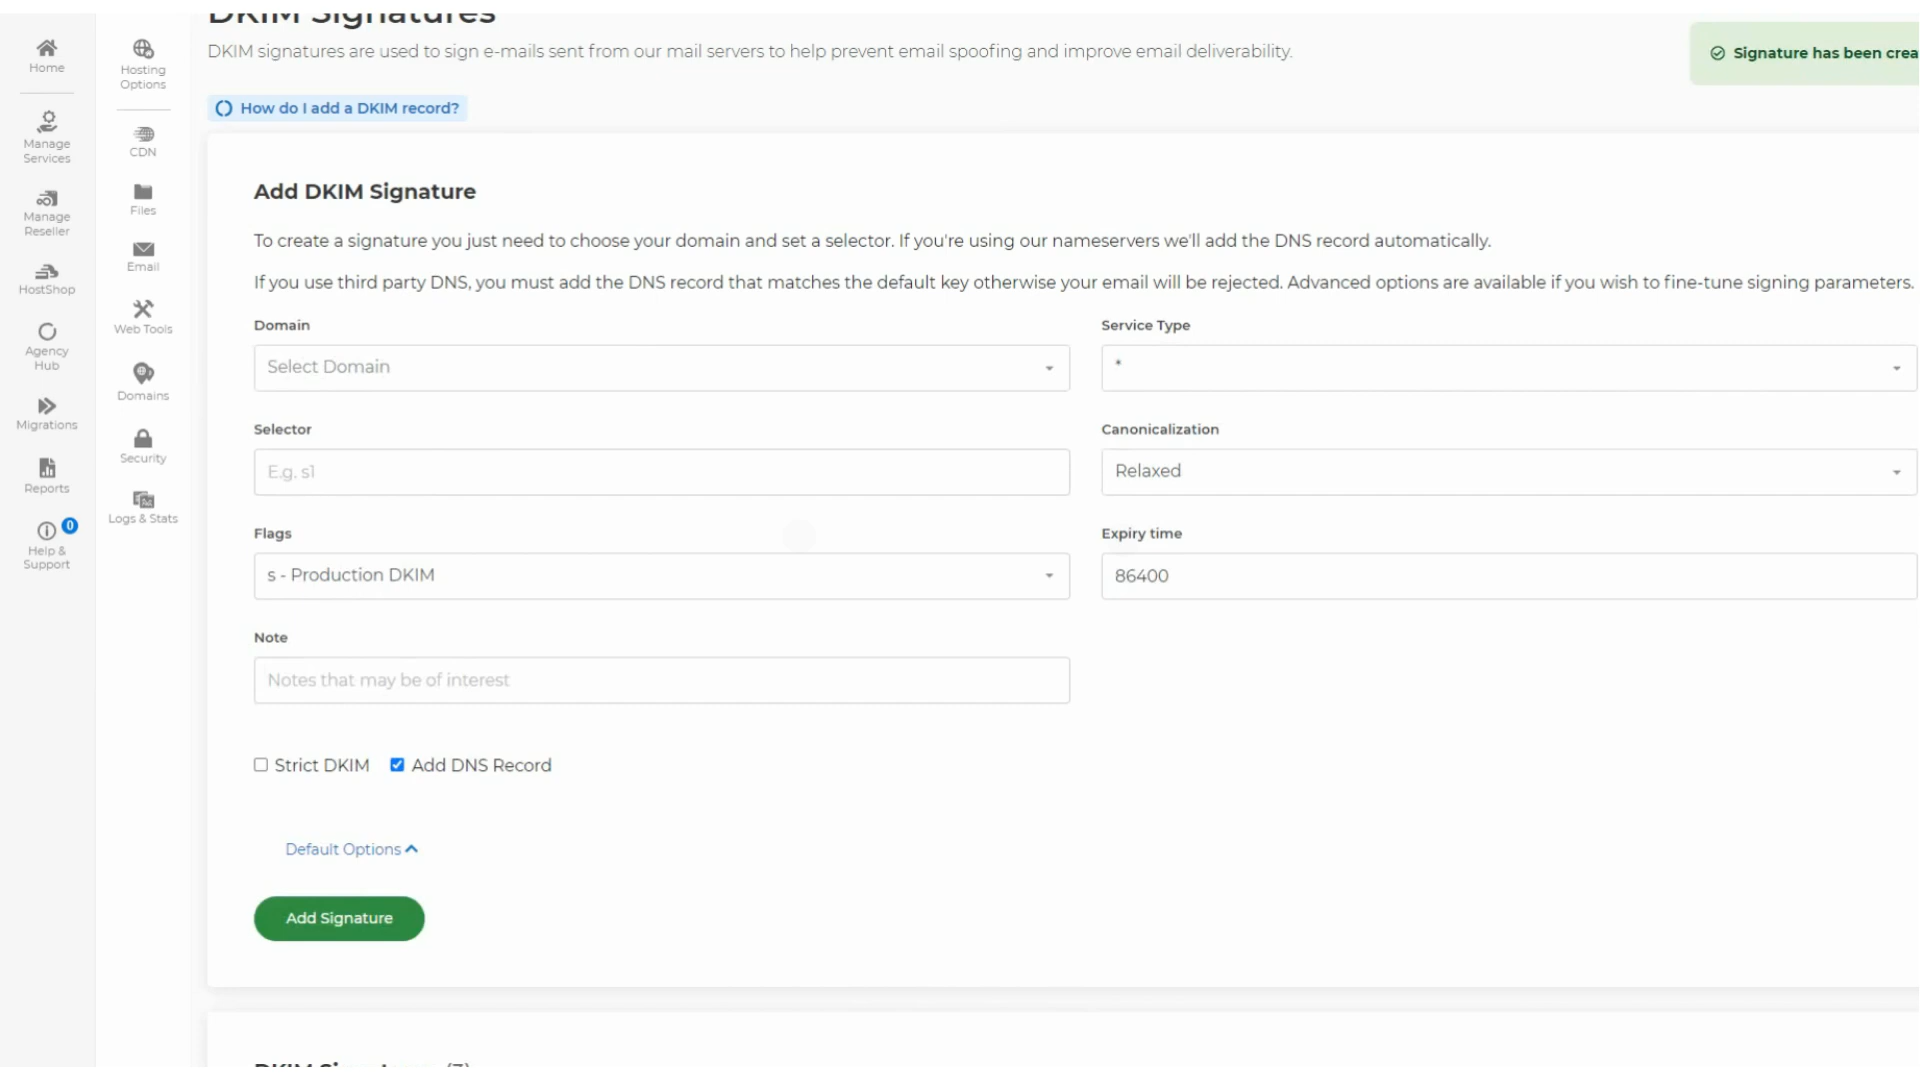 DKIM Signatures
DKIM signatures are used to sign e-mails sent from our mail servers to help prevent email spoofing and improve email deliverability.
Signature has been crea
How do I add a DKIM record?
Home
Manage
Services
Manage
Reseller
HostShop
Agency
Hub
Migrations
Reports
0
Help &
Support
Hosting
Options
CDN
Files
Email
Web Tools
Domains
Security
Logs & Stats
Add DKIM Signature
To create a signature you just need to choose your domain and set a selector. If you're using our nameservers we'll add the DNS record automatically.
If you use third party DNS, you must add the DNS record that matches the default key otherwise your email will be rejected. Advanced options are available if you wish to fine-tune signing parameters.
Domain
Select Domain
Service Type
*
Selector
E.g. s1
Canonicalization
Relaxed
Flags
s - Production DKIM
Expiry time
86400
Note
Notes that may be of interest
Strict DKIM
Add DNS Record
Default Options
Add Signature